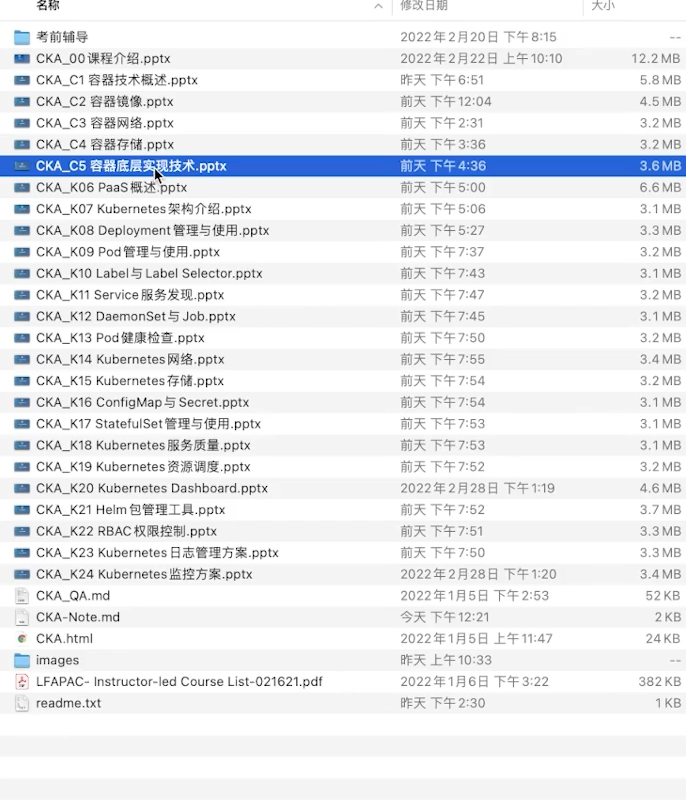 名称 修改日期 大小
考前辅导 2022年2月20日 下午8:15 --
CKA_00课程介绍.pptx 2022年2月22日 上午10:10 12.2 MB
CKA_C1 容器技术概述.pptx 昨天 下午6:51 5.8 MB
CKA_C2 容器镜像.pptx 前天 下午12:04 4.5 MB
CKA_C3 容器网络.pptx 前天 下午2:31 3.2 MB
CKA_C4 容器存储.pptx 前天 下午3:36 3.2 MB
CKA_C5 容器底层实现技术.pptx 前天 下午4:36 3.6 MB
CKA_K06 PaaS概述.pptx 前天 下午5:00 6.6 MB
CKA_K07 Kubernetes架构介绍.pptx 前天 下午5:06 3.1 MB
CKA_K08 Deployment管理与使用.pptx 前天 下午5:27 3.3 MB
CKA_K09 Pod管理与使用.pptx 前天 下午7:37 3.2 MB
CKA_K10 Label与Label Selector.pptx 前天 下午7:43 3.1 MB
CKA_K11 Service服务发现.pptx 前天 下午7:47 3.2 MB
CKA_K12 DaemonSet与Job.pptx 前天 下午7:45 3.1 MB
CKA_K13 Pod健康检查.pptx 前天 下午7:50 3.2 MB
CKA_K14 Kubernetes网络.pptx 前天 下午7:55 3.4 MB
CKA_K15 Kubernetes存储.pptx 前天 下午7:54 3.2 MB
CKA_K16 ConfigMap与Secret.pptx 前天 下午7:54 3.1 MB
CKA_K17 StatefulSet管理与使用.pptx 前天 下午7:53 3.1 MB
CKA_K18 Kubernetes服务质量.pptx 前天 下午7:53 3.1 MB
CKA_K19 Kubernetes资源调度.pptx 前天 下午7:52 3.2 MB
CKA_K20 Kubernetes Dashboard.pptx 2022年2月28日 下午1:19 4.6 MB
CKA_K21 Helm包管理工具.pptx 前天 下午7:52 3.7 MB
CKA_K22 RBAC权限控制.pptx 前天 下午7:51 3.3 MB
CKA_K23 Kubernetes日志管理方案.pptx 前天 下午7:50 3.3 MB
CKA_K24 Kubernetes监控方案.pptx 2022年2月28日 下午1:20 3.4 MB
CKA_QA.md 2022年1月5日 下午2:53 52 KB
CKA-Note.md 今天 下午12:21 2 KB
CKA.html 2022年1月5日 上午11:47 24 KB
images 昨天 上午10:33 --
LFAPAC- Instructor-led Course List-021621.pdf 2022年1月6日 下午3:22 382 KB
readme.txt 昨天 下午2:30 1 KB